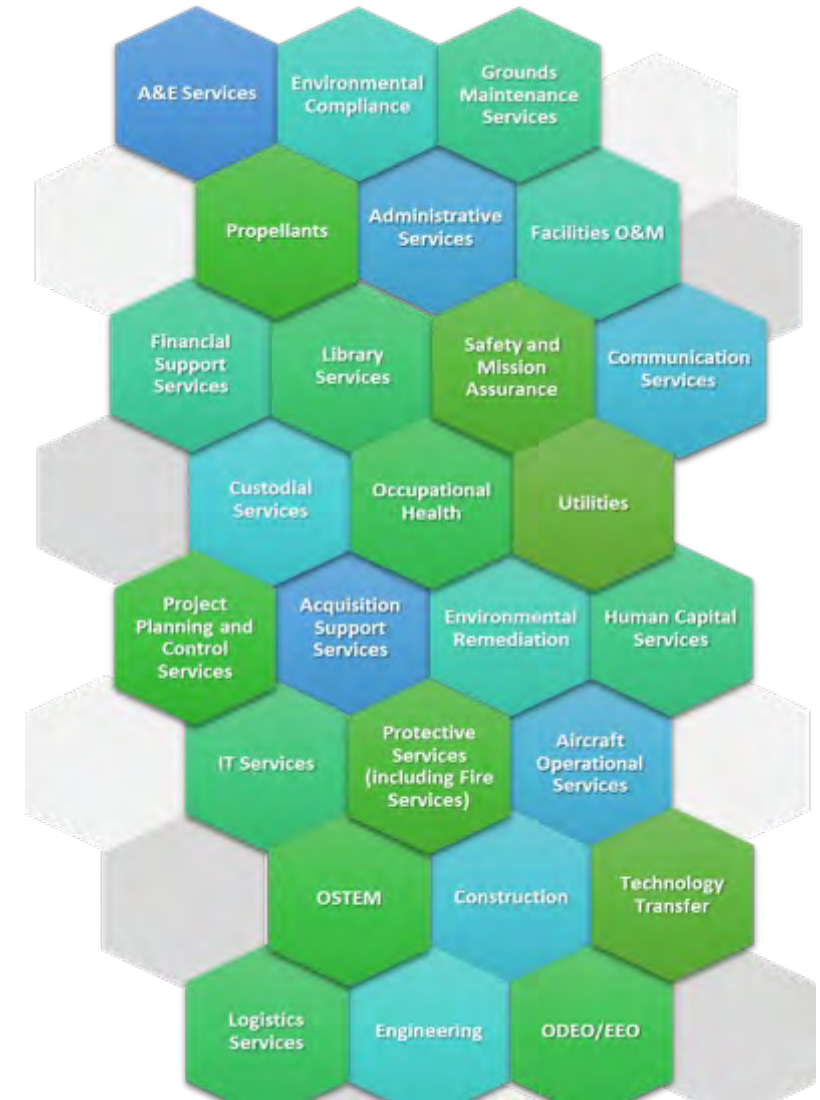 A&E Services
Environmental
Compliance
Grounds
Maintenance
Services
Propellants
Administrative
Services
Facilities O&M
Financial
Support
Services
Library
Services
Safety and
Mission
Assurance
Communication
Services
Custodial
Services
Occupational
Health
Utilities
Project
Planning and
Control
Services
Acquisition
Support
Services
Environmental
Remediation
Human Capital
Services
IT Services
Protective
Services
(including Fire
Services)
Aircraft
Operational
Services
OSTEM
Construction
Technology
Transfer
Logistics
Services
Engineering
ODEO/EEO